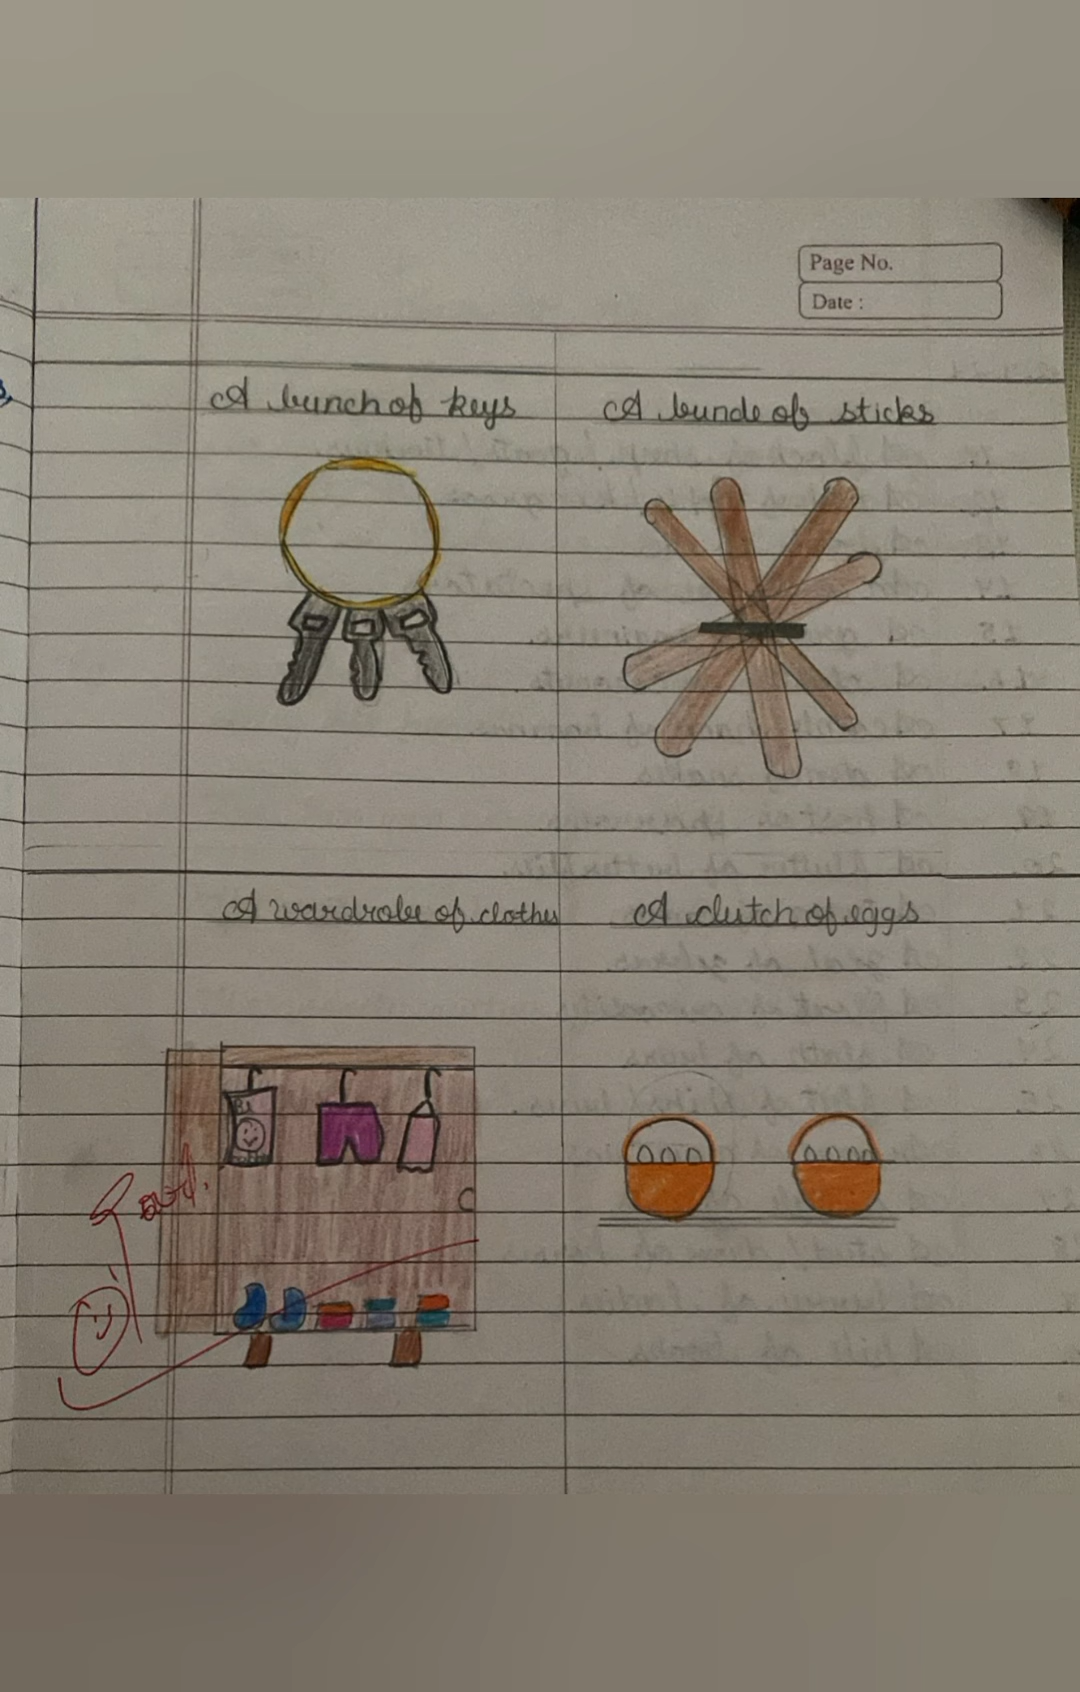 Page No.
Date :
A bunch of keys
A bunde of sticks
A wardrobe of clothes
A clutch of eggs
Good.